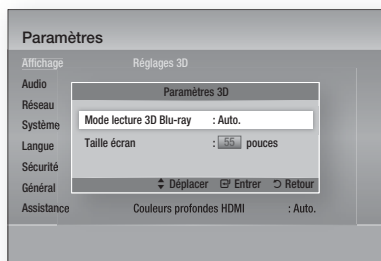 Paramètres
Affichage Réglages 3D
Audio
Paramètres 3D
Réseau
Mode lecture 3D Blu-ray : Auto.
Système
Langue
Taille écran : 55 pouces
Sécurité
Général
Déplacer Entrer Retour
Assistance Couleurs profondes HDMI : Auto.